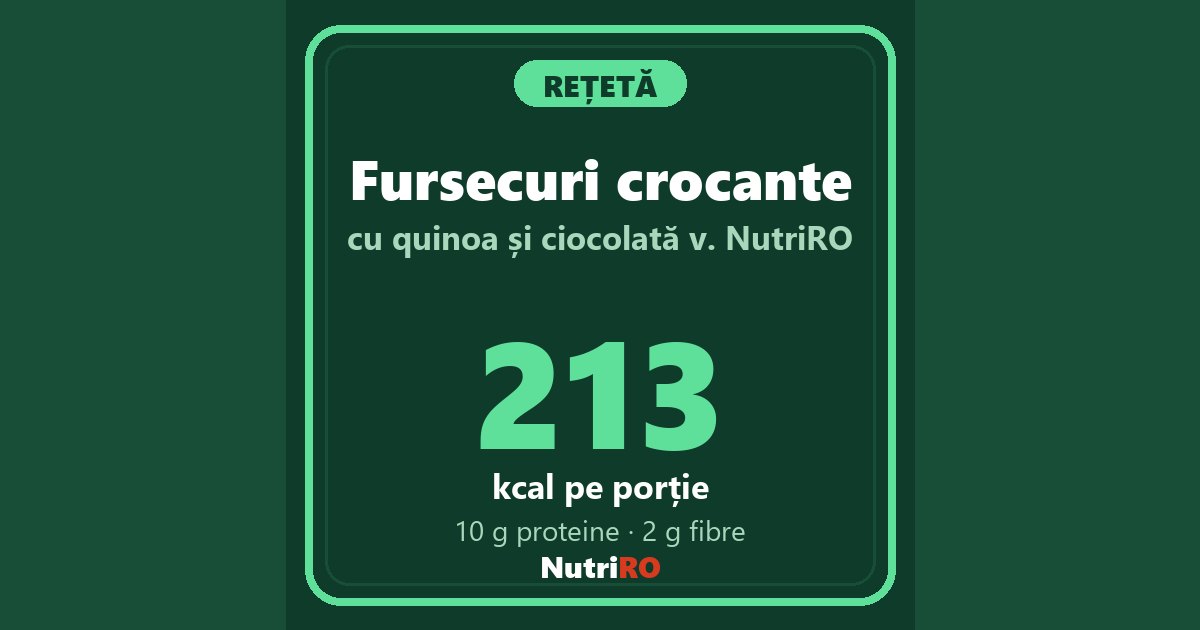 REȚETĂ
Fursecuri crocante
cu quinoa și ciocolată v. NutriRO
213
kcal pe porție
10 g proteine · 2 g fibre
NutriRO